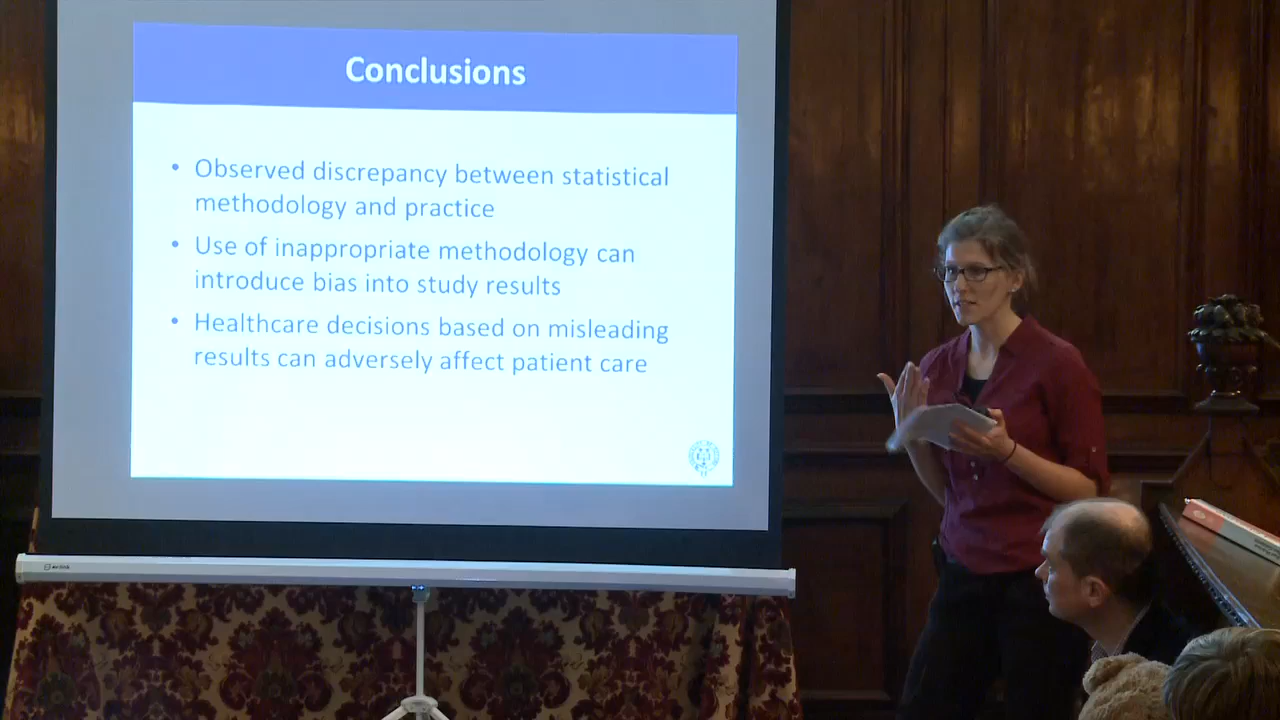 Conclusions
• Observed discrepancy between statistical
methodology and practice
• Use of inappropriate methodology can
introduce bias into study results
• Healthcare decisions based on misleading
results can adversely affect patient care